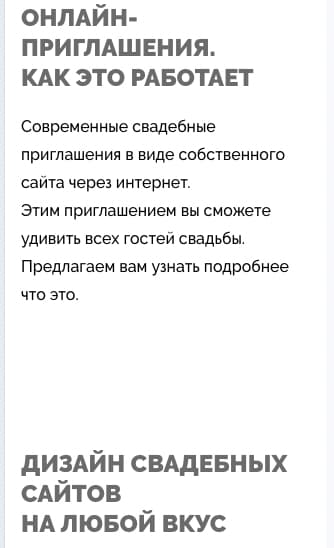 ОНЛАЙН-
ПРИГЛАШЕНИЯ.
КАК ЭТО РАБОТАЕТ
Современные свадебные
приглашения в виде собственного
сайта через интернет.
Этим приглашением вы сможете
удивить всех гостей свадьбы.
Предлагаем вам узнать подробнее
что это.
ДИЗАЙН СВАДЕБНЫХ
САЙТОВ
НА ЛЮБОЙ ВКУС